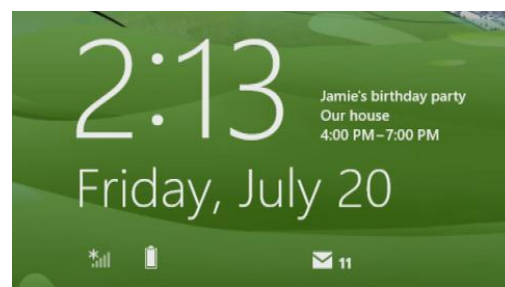 2:13
Jamie's birthday party
Our house
4:00 PM–7:00 PM
Friday, July 20
11